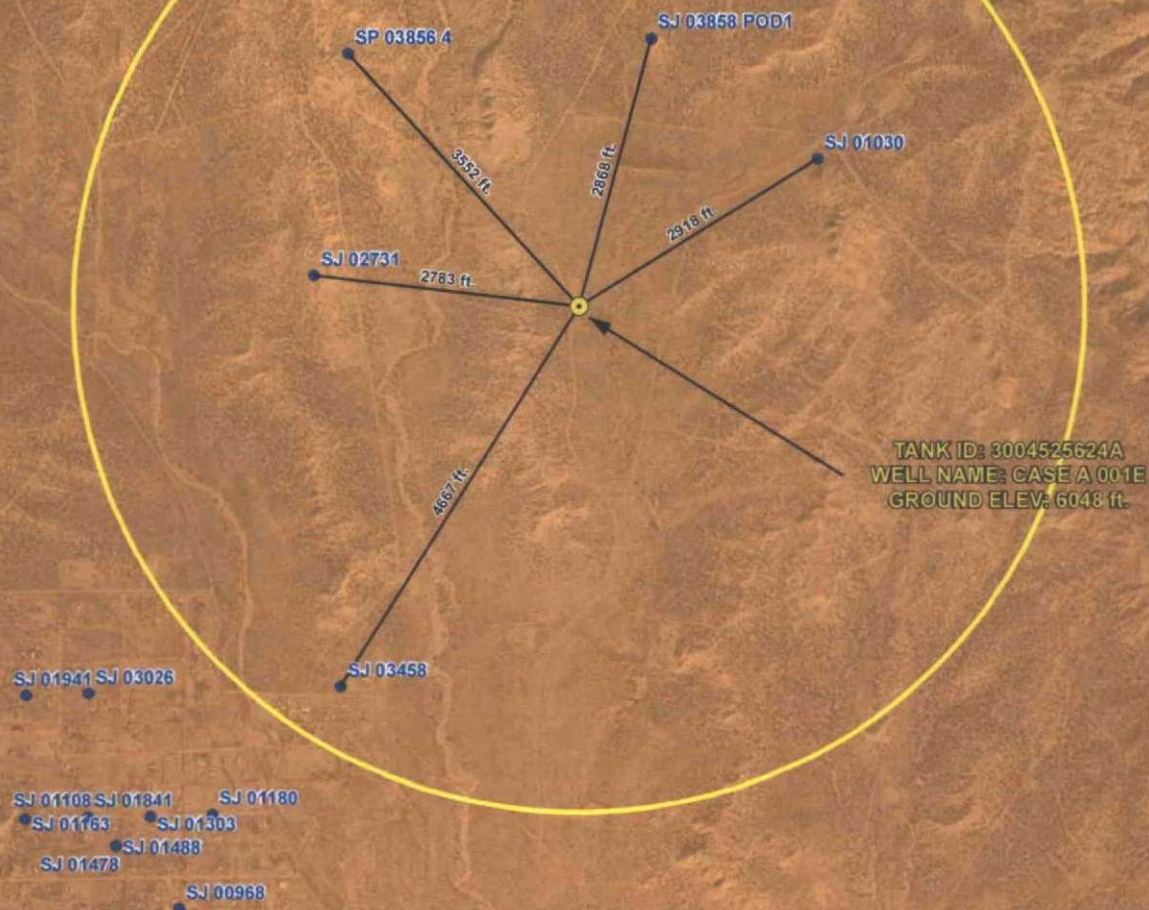 SP 03856 4
SJ 03858 POD1
SJ 01030
3552 ft.
2868 ft.
2918 ft.
SJ 02731
2783 ft.
TANK ID: 3004525624A
WELL NAME: CASE A 001E
GROUND ELEV: 6048 ft.
4667 ft.
SJ 03458
SJ 01941
SJ 03026
SJ 01108
SJ 01841
SJ 01180
SJ 01163
SJ 01303
SJ 01488
SJ 01478
SJ 00968